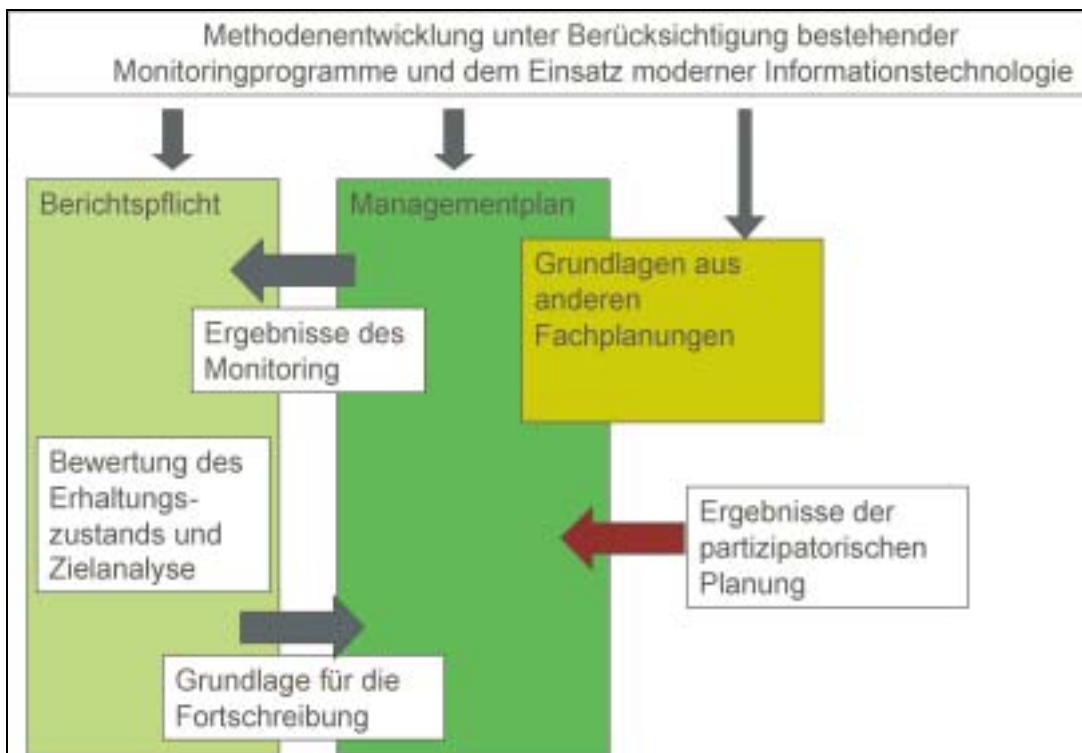 Methodenentwicklung unter Berücksichtigung bestehender
Monitoringprogramme und dem Einsatz moderner Informationstechnologie
Berichtspflicht
Managementplan
Grundlagen aus
anderen
Fachplanungen
Ergebnisse des
Monitoring
Bewertung des
Erhaltungs-
zustands und
Zielanalyse
Ergebnisse der
partizipatorischen
Planung
Grundlage für die
Fortschreibung